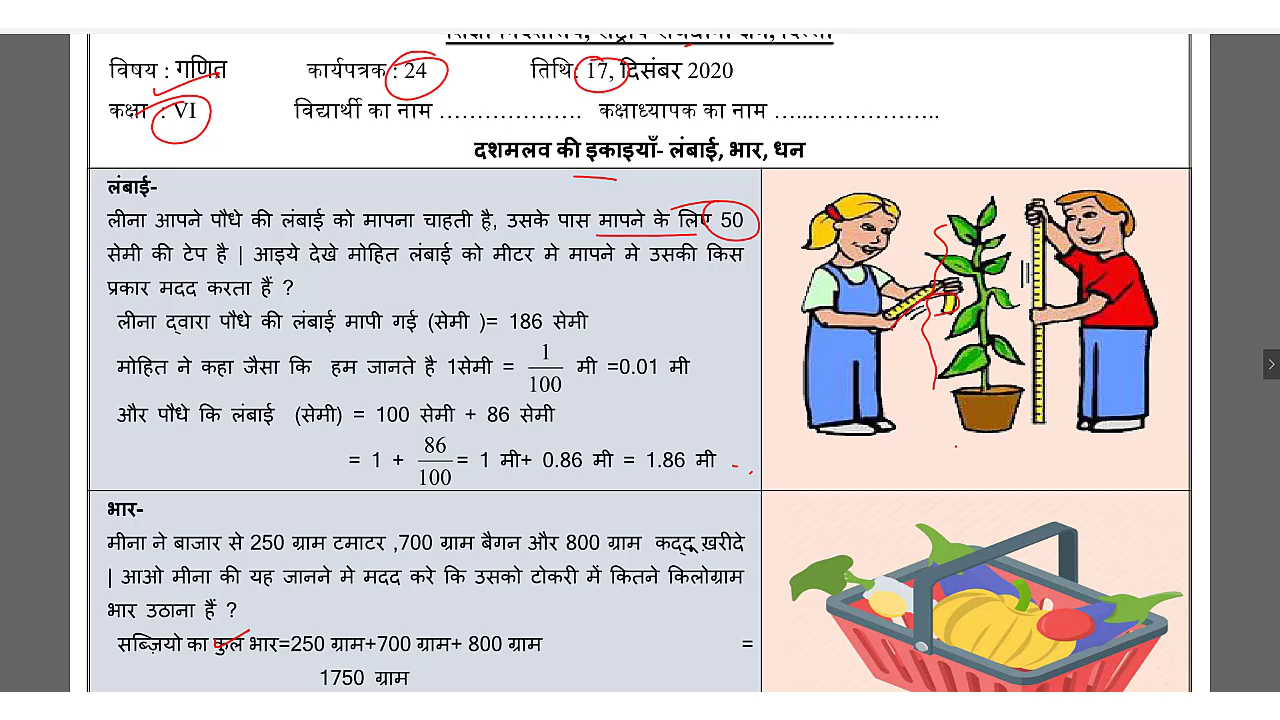 विषय : गणित कार्यपत्रक : 24 तिथि: 17, दिसंबर 2020
कक्षा : VI विद्यार्थी का नाम ………………. कक्षाध्यापक का नाम …...……………..
दशमलव की इकाइयाँ- लंबाई, भार, धन
लंबाई-
लीना आपने पौधे की लंबाई को मापना चाहती है, उसके पास मापने के लिए 50
सेमी की टेप है | आइये देखे मोहित लंबाई को मीटर मे मापने मे उसकी किस
प्रकार मदद करता हैं ?
लीना द्वारा पौधे की लंबाई मापी गई (सेमी )= 186 सेमी
मोहित ने कहा जैसा कि हम जानते है 1सेमी = 1/100 मी =0.01 मी
और पौधे कि लंबाई (सेमी) = 100 सेमी + 86 सेमी
= 1 + 86/100 = 1 मी+ 0.86 मी = 1.86 मी
भार-
मीना ने बाजार से 250 ग्राम टमाटर ,700 ग्राम बैगन और 800 ग्राम कद्दू ख़रीदे
| आओ मीना की यह जानने मे मदद करे कि उसको टोकरी में कितने किलोग्राम
भार उठाना हैं ?
सब्ज़ियो का कुल भार=250 ग्राम+700 ग्राम+ 800 ग्राम =
1750 ग्राम